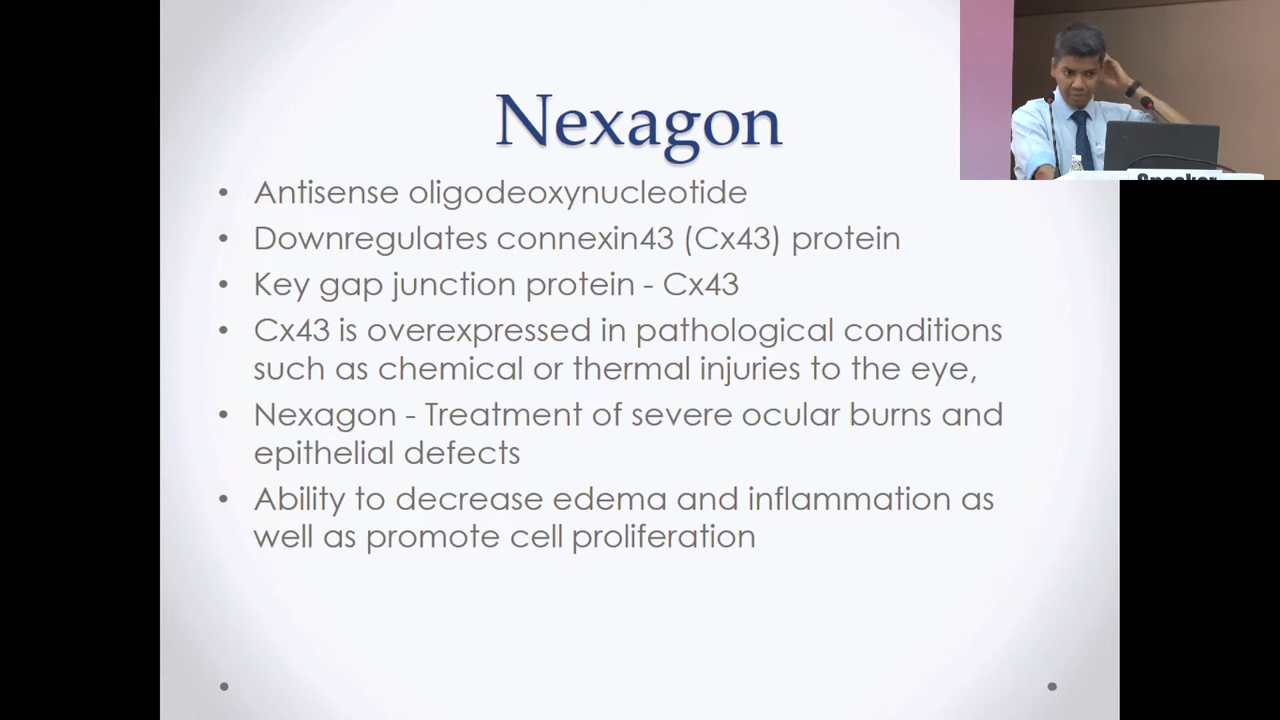 Nexagon
• Antisense oligodeoxynucleotide
• Downregulates connexin43 (Cx43) protein
• Key gap junction protein - Cx43
• Cx43 is overexpressed in pathological conditions
such as chemical or thermal injuries to the eye,
• Nexagon - Treatment of severe ocular burns and
epithelial defects
• Ability to decrease edema and inflammation as
well as promote cell proliferation
Speaker